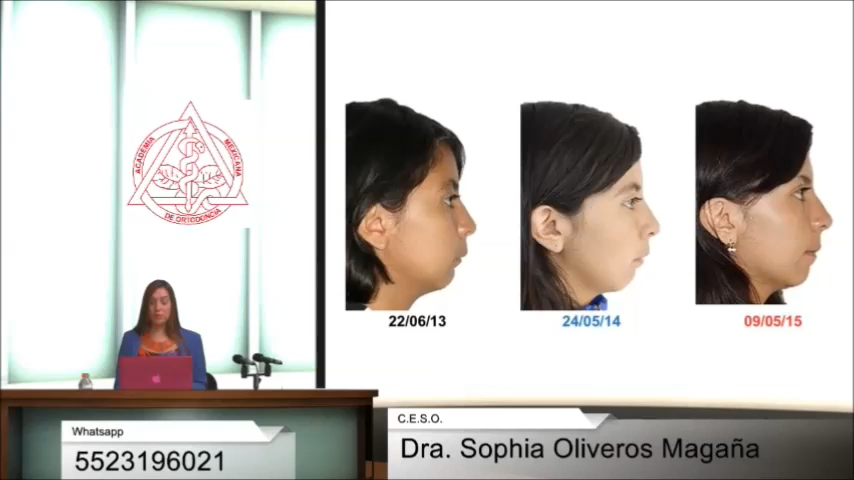 ACADEMIA
MEXICANA
DE ORTODONCIA
22/06/13
24/05/14
09/05/15
C.E.S.O.
Whatsapp
Dra. Sophia Oliveros Magaña
5523196021